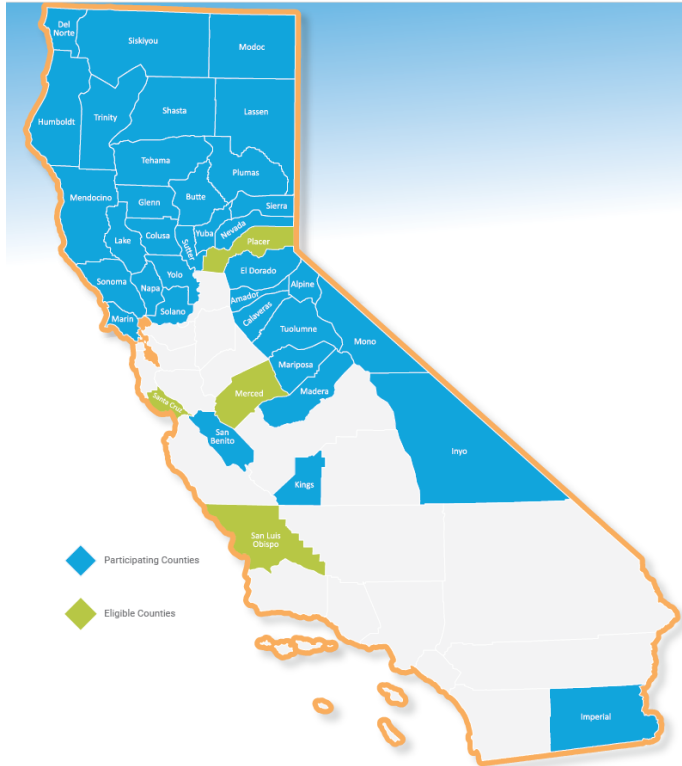 Del
Norte
Siskiyou
Modoc
Humboldt
Trinity
Shasta
Lassen
Tehama
Plumas
Mendocino
Glenn
Butte
Sierra
Lake
Colusa
Sutter
Yuba
Nevada
Placer
Sonoma
Napa
Yolo
El Dorado
Alpine
Marin
Solano
Amador
Calaveras
Tuolumne
Mono
Mariposa
Santa Cruz
Merced
Madera
San
Benito
Inyo
Kings
San Luis
Obispo
Participating Counties
Eligible Counties
Imperial